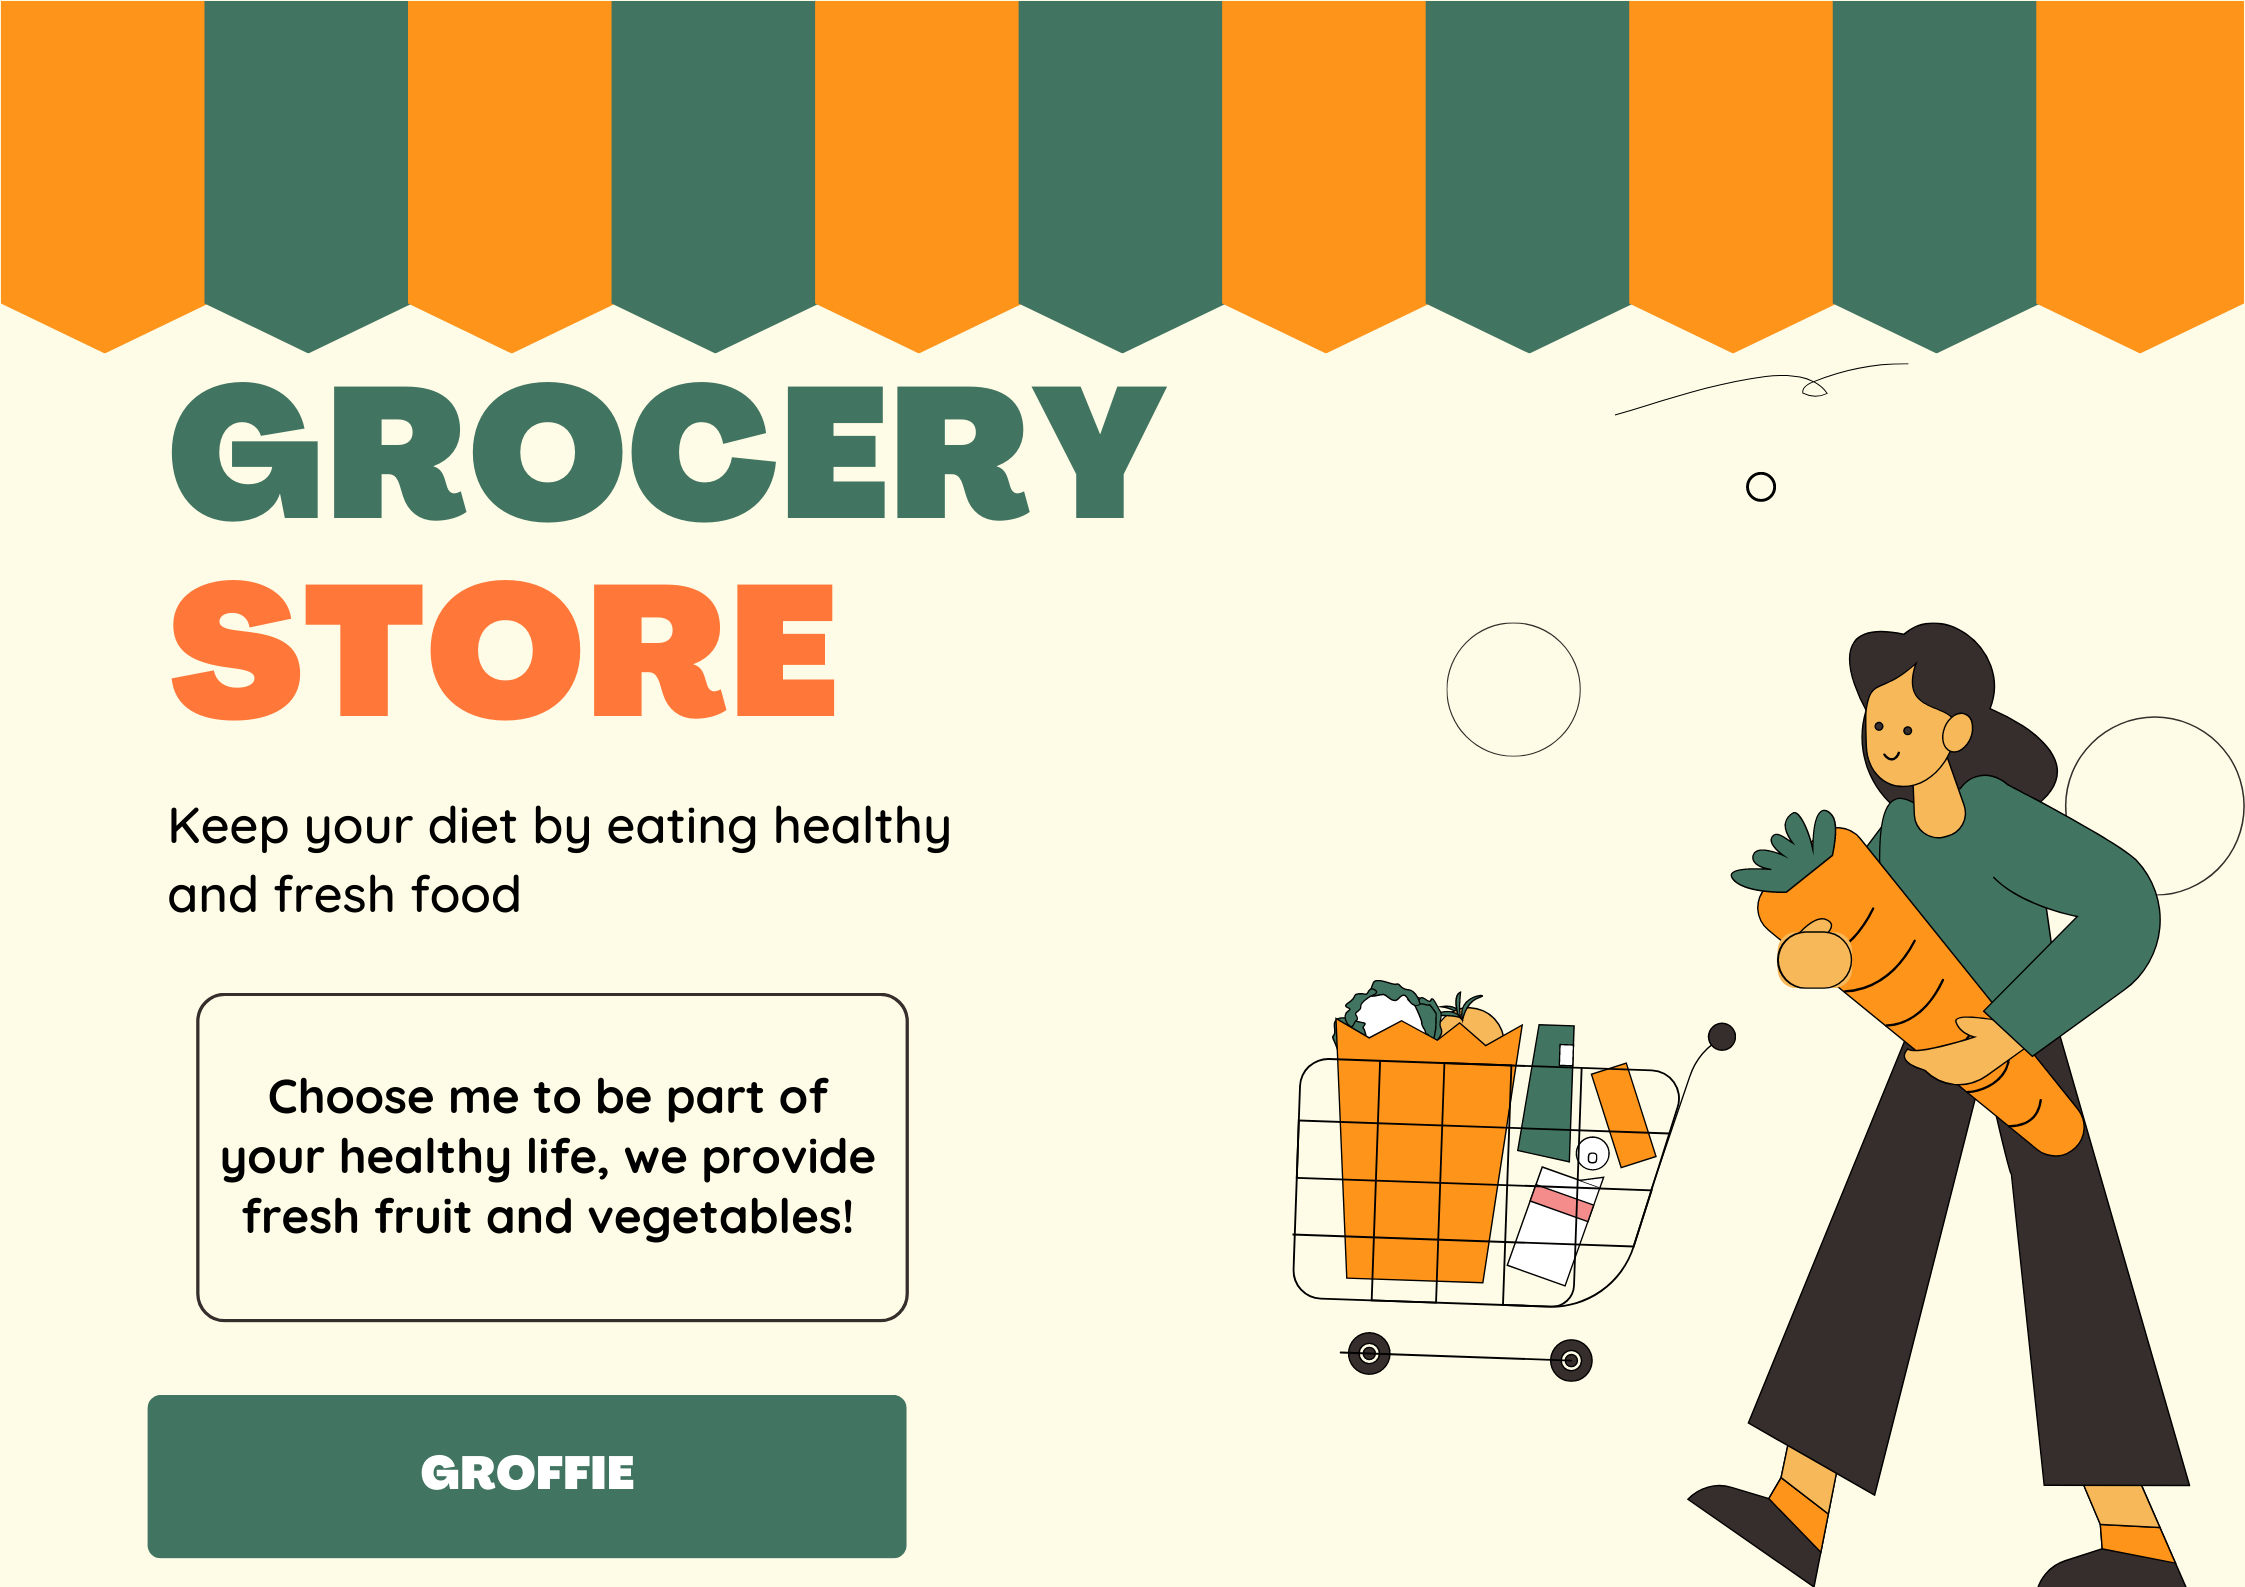 GROCERY
STORE
Keep your diet by eating healthy
and fresh food
Choose me to be part of
your healthy life, we provide
fresh fruit and vegetables!
GROFFIE